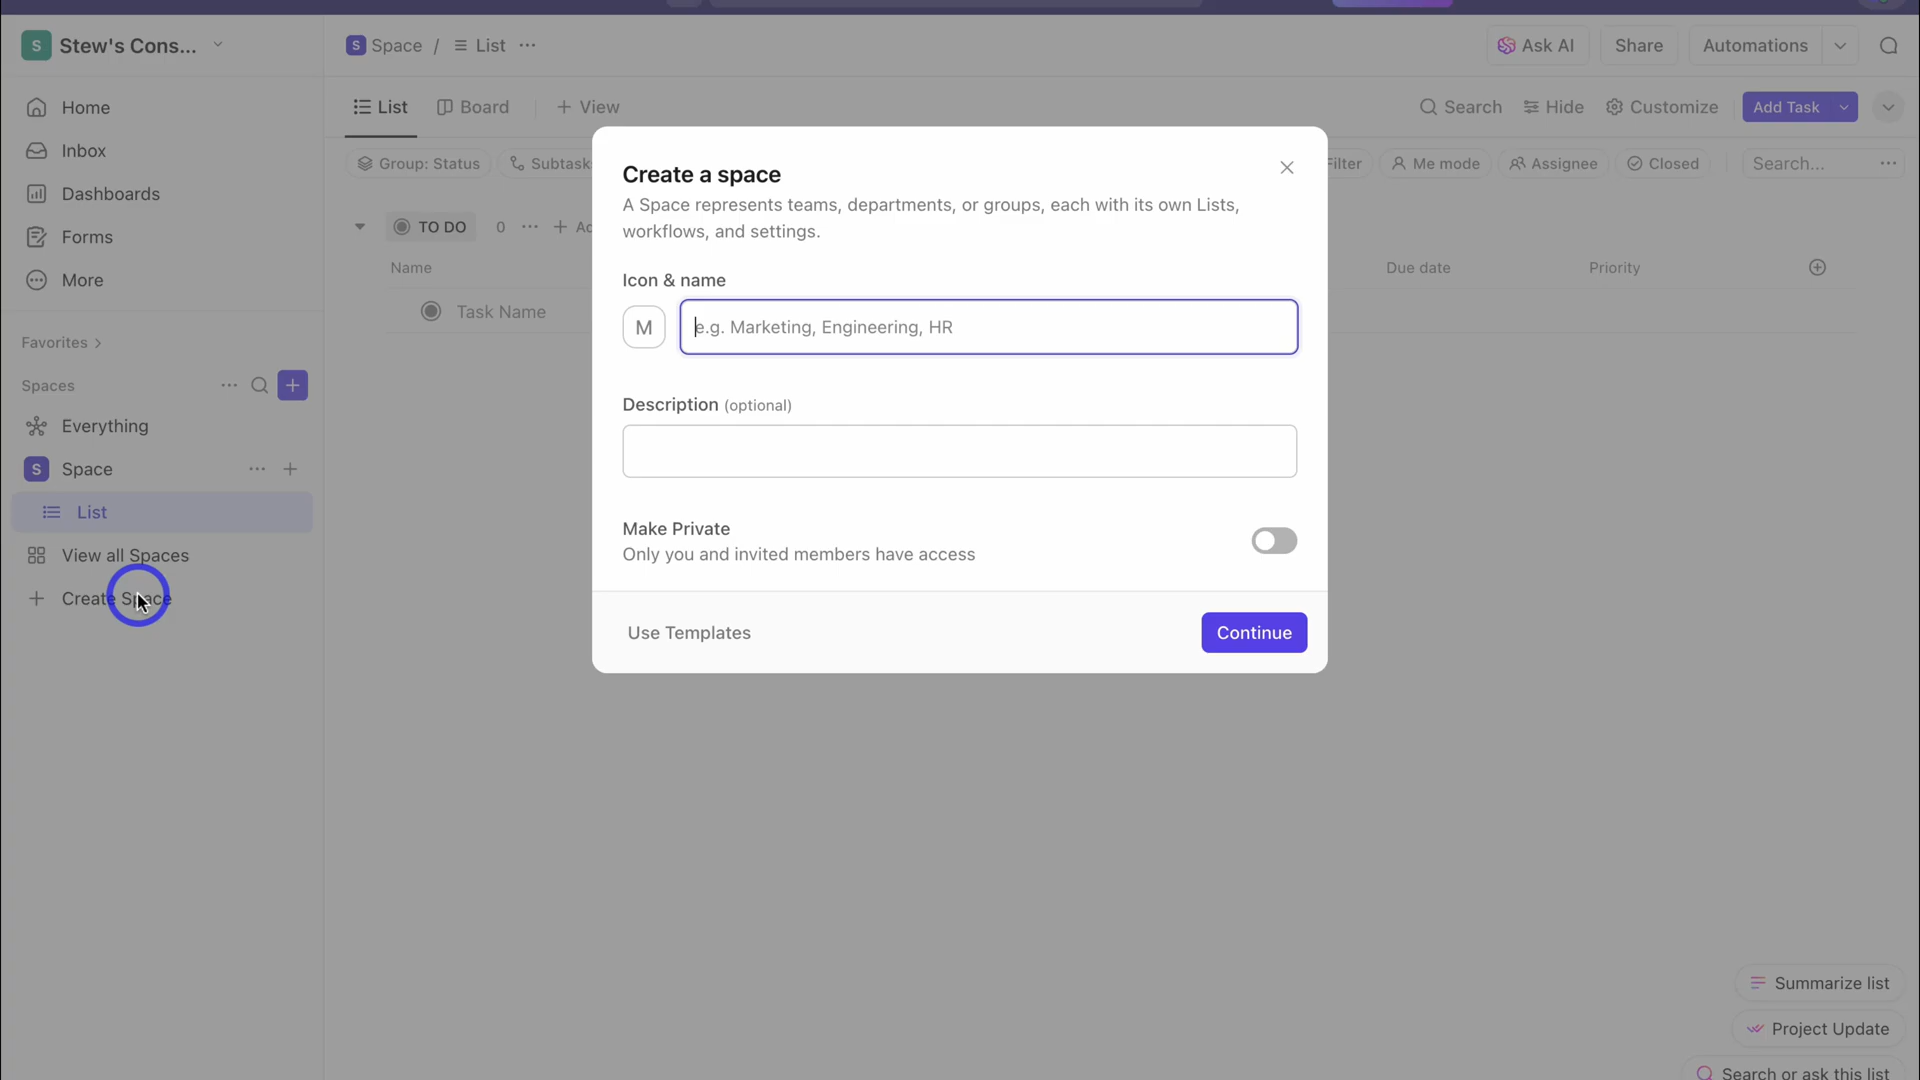 S Stew's Cons...
Home
Inbox
Dashboards
Forms
More
Favorites
Spaces
Everything
S Space
List
View all Spaces
Create Space
S Space / List
Ask AI
Share
Automations
List
Board
+ View
Search
Hide
Customize
Add Task
Group: Status
Subtask
Filter
Me mode
Assignee
Closed
Search...
TO DO 0
Name
Due date
Priority
Task Name
Create a space
A Space represents teams, departments, or groups, each with its own Lists,
workflows, and settings.
Icon & name
M
e.g. Marketing, Engineering, HR
Description (optional)
Make Private
Only you and invited members have access
Use Templates
Continue
Summarize list
Project Update
Search or ask this list